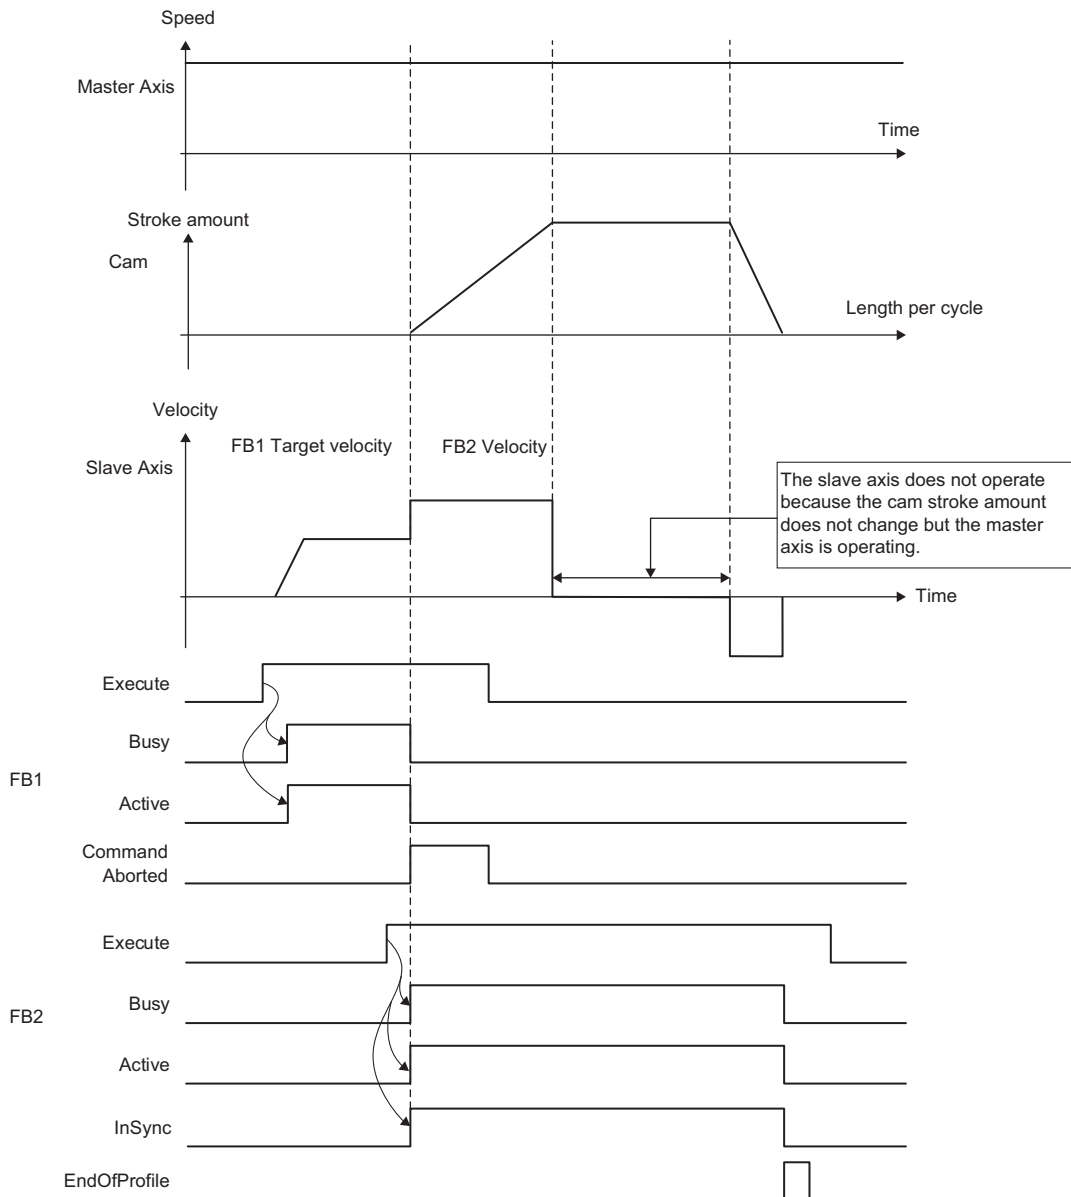 Speed
Master Axis
Time
Stroke amount
Cam
Length per cycle
Velocity
FB1 Target velocity
FB2 Velocity
Slave Axis
The slave axis does not operate
because the cam stroke amount
does not change but the master
axis is operating.
Time
Execute
Busy
FB1
Active
Command
Aborted
Execute
Busy
FB2
Active
InSync
EndOfProfile